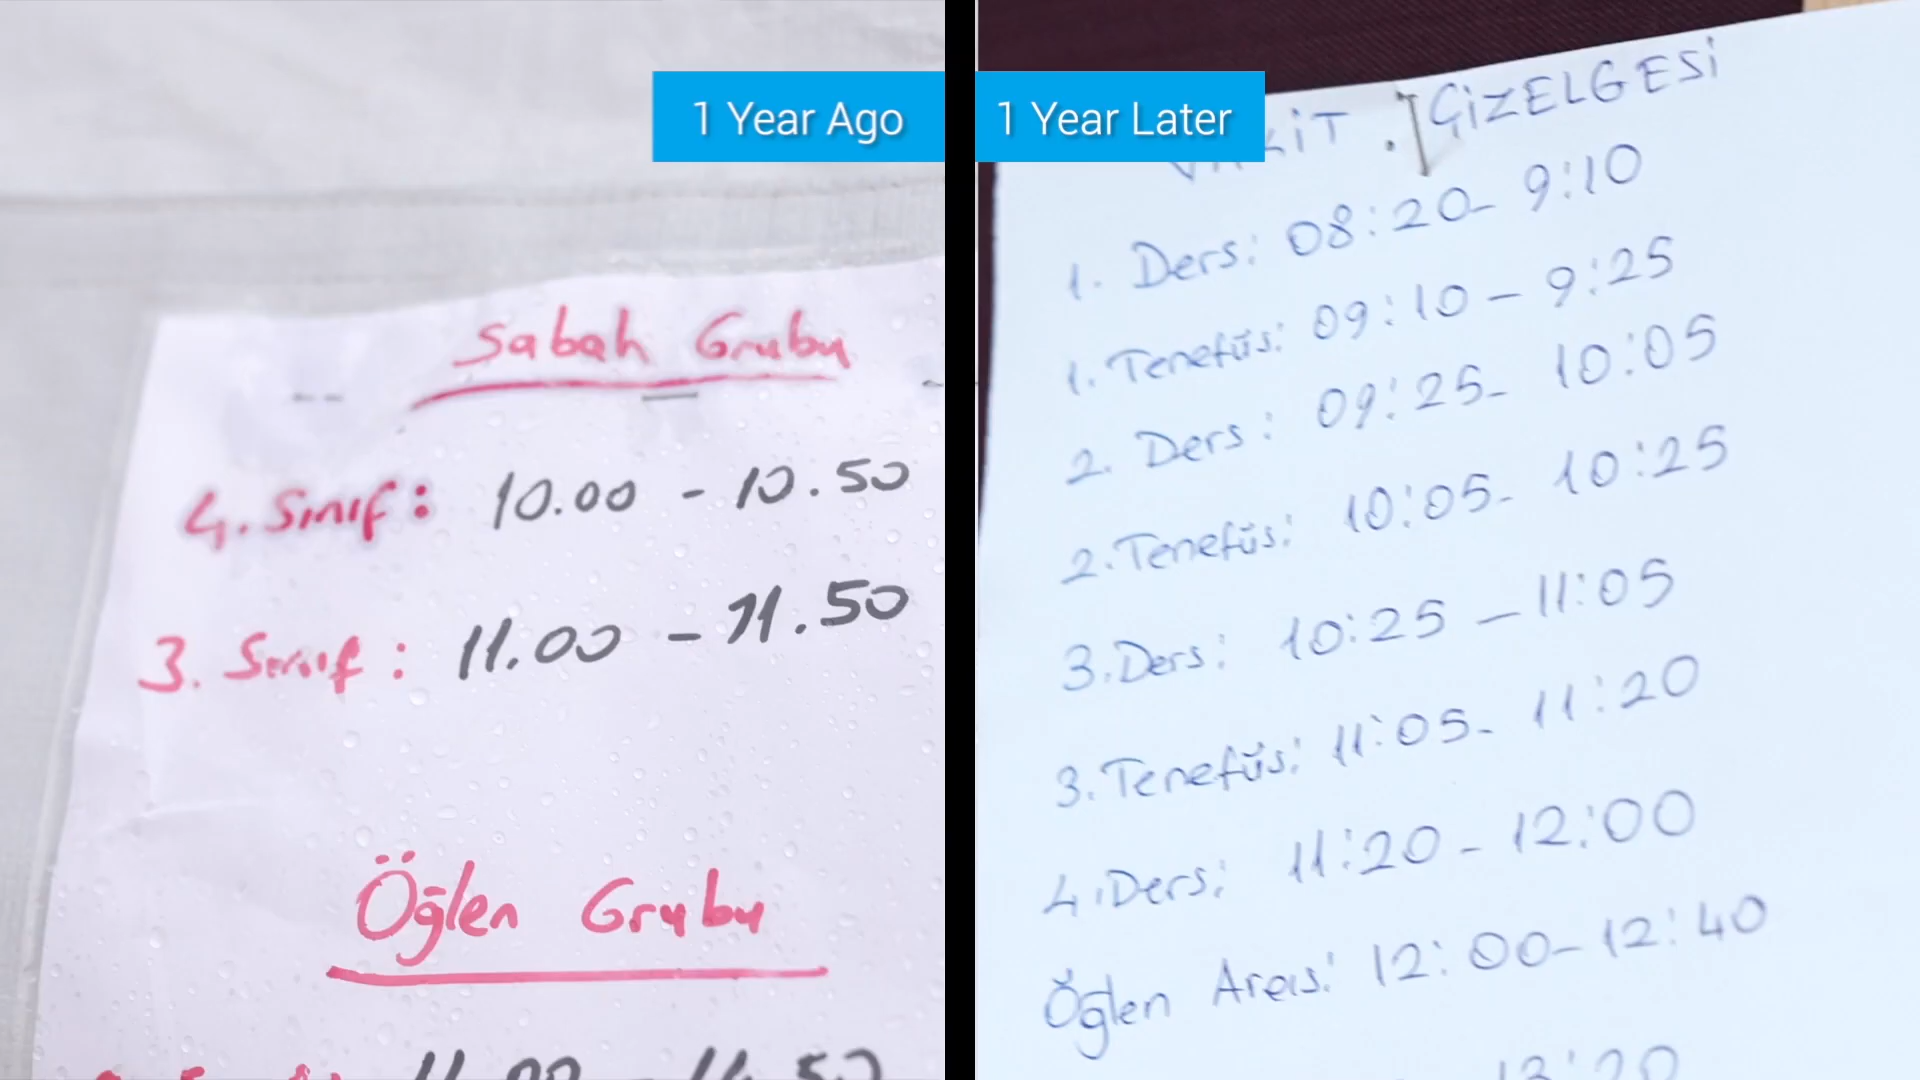 1 Year Ago
Sabah Grubu
4. Sınıf: 10.00 - 10.50
3. Sınıf: 11.00 - 11.50
Öğlen Grubu
1 Year Later
ÇİZELGESİ
1. Ders: 08:20- 9:10
1. Tenefüs: 09:10 - 9:25
2. Ders: 09:25- 10:05
2. Tenefüs: 10:05- 10:25
3. Ders: 10:25 - 11:05
3. Tenefüs: 11:05- 11:20
4. Ders: 11:20 - 12:00
Öğlen Arası: 12:00- 12:40